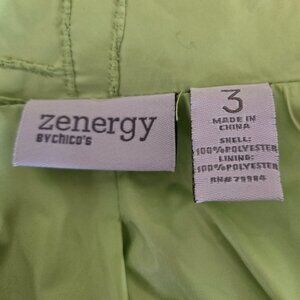 zenergy
BY CHICO'S
3
MADE IN
CHINA
SHELL:
100%POLYESTER
LINING:
100%POLYESTER
RN# 79984